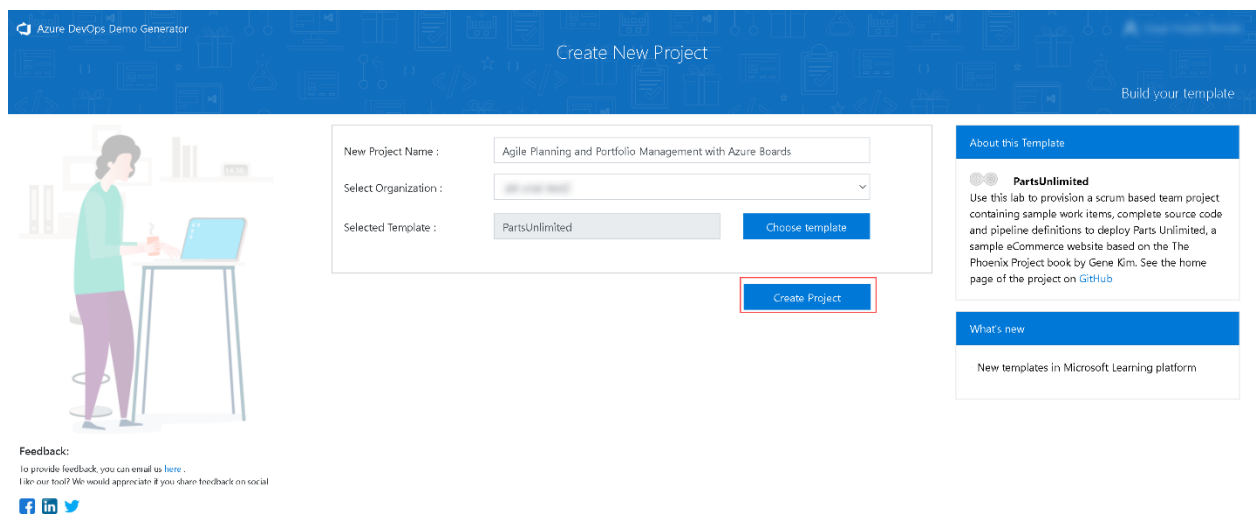 Azure DevOps Demo Generator
Create New Project
Build your template
New Project Name :
Agile Planning and Portfolio Management with Azure Boards
Select Organization :
Selected Template :
PartsUnlimited
Choose template
Create Project
About this Template
PartsUnlimited
Use this lab to provision a scrum based team project
containing sample work items, complete source code
and pipeline definitions to deploy Parts Unlimited, a
sample eCommerce website based on the The
Phoenix Project book by Gene Kim. See the home
page of the project on GitHub
What's new
New templates in Microsoft Learning platform
Feedback:
To provide feedback, you can email us here .
Like our tool? We would appreciate if you share feedback on social